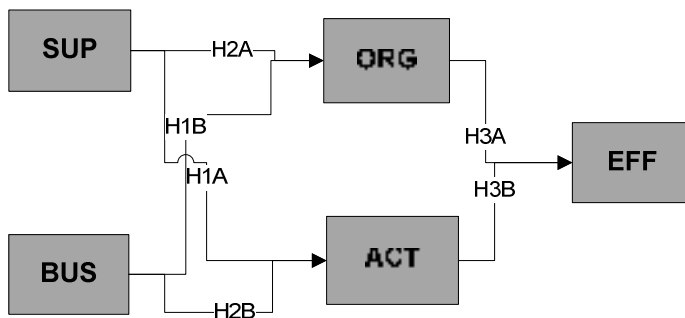 SUP
H2A
ORG
H1B
H3A
EFF
H1A
H3B
BUS
ACT
H2B